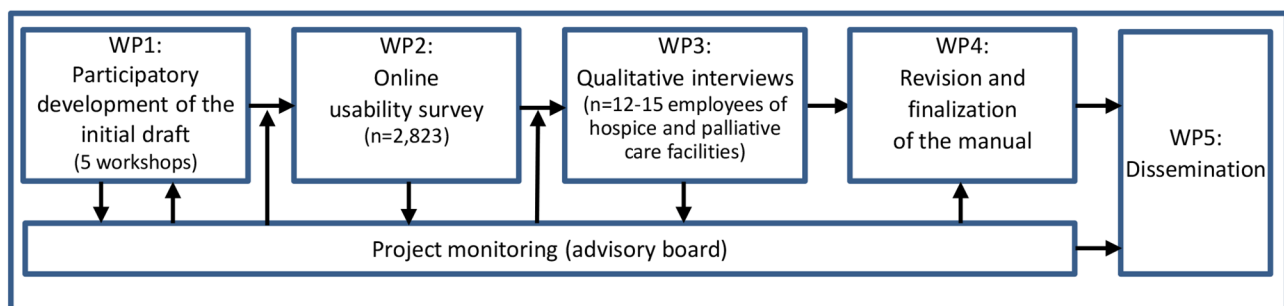 WP1:
Participatory
development of the
initial draft
(5 workshops)
WP2:
Online
usability survey
(n=2,823)
WP3:
Qualitative interviews
(n=12-15 employees of
hospice and palliative
care facilities)
WP4:
Revision and
finalization
of the manual
WP5:
Dissemination
Project monitoring (advisory board)